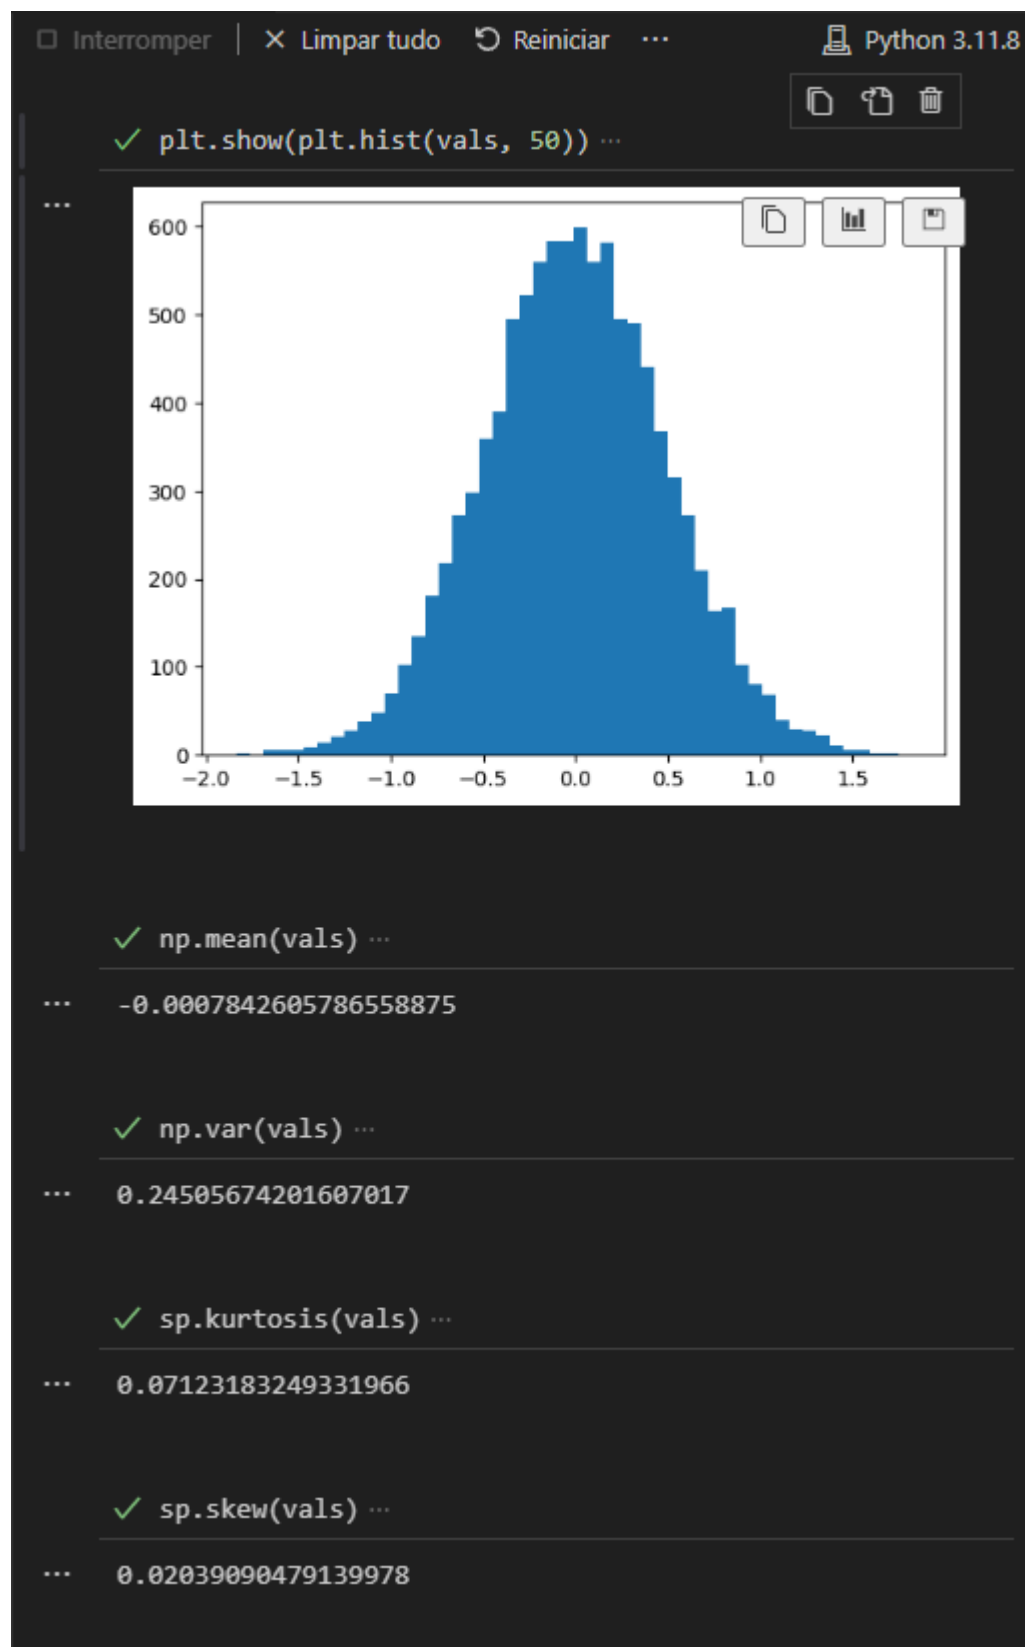 Interromper | × Limpar tudo Reiniciar ··· Python 3.11.8
plt.show(plt.hist(vals, 50)) ···
···
600
500
400
300
200
100
0
−2.0 −1.5 −1.0 −0.5 0.0 0.5 1.0 1.5
np.mean(vals) ···
··· -0.0007842605786558875
np.var(vals) ···
··· 0.24505674201607017
sp.kurtosis(vals) ···
··· 0.07123183249331966
sp.skew(vals) ···
··· 0.02039090479139978